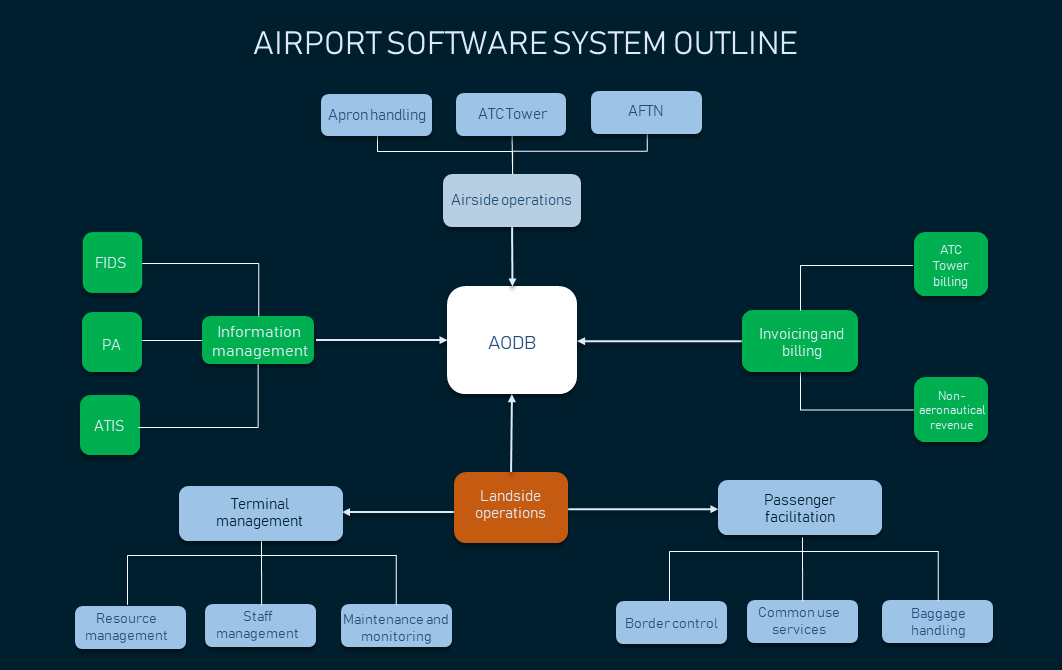 AIRPORT SOFTWARE SYSTEM OUTLINE
Apron handling
ATC Tower
AFTN
Airside operations
FIDS
PA
ATIS
Information
management
AODB
Invoicing and
billing
ATC
Tower
billing
Non-
aeronautical
revenue
Landside
operations
Terminal
management
Resource
management
Staff
management
Maintenance and
monitoring
Passenger
facilitation
Border control
Common use
services
Baggage
handling